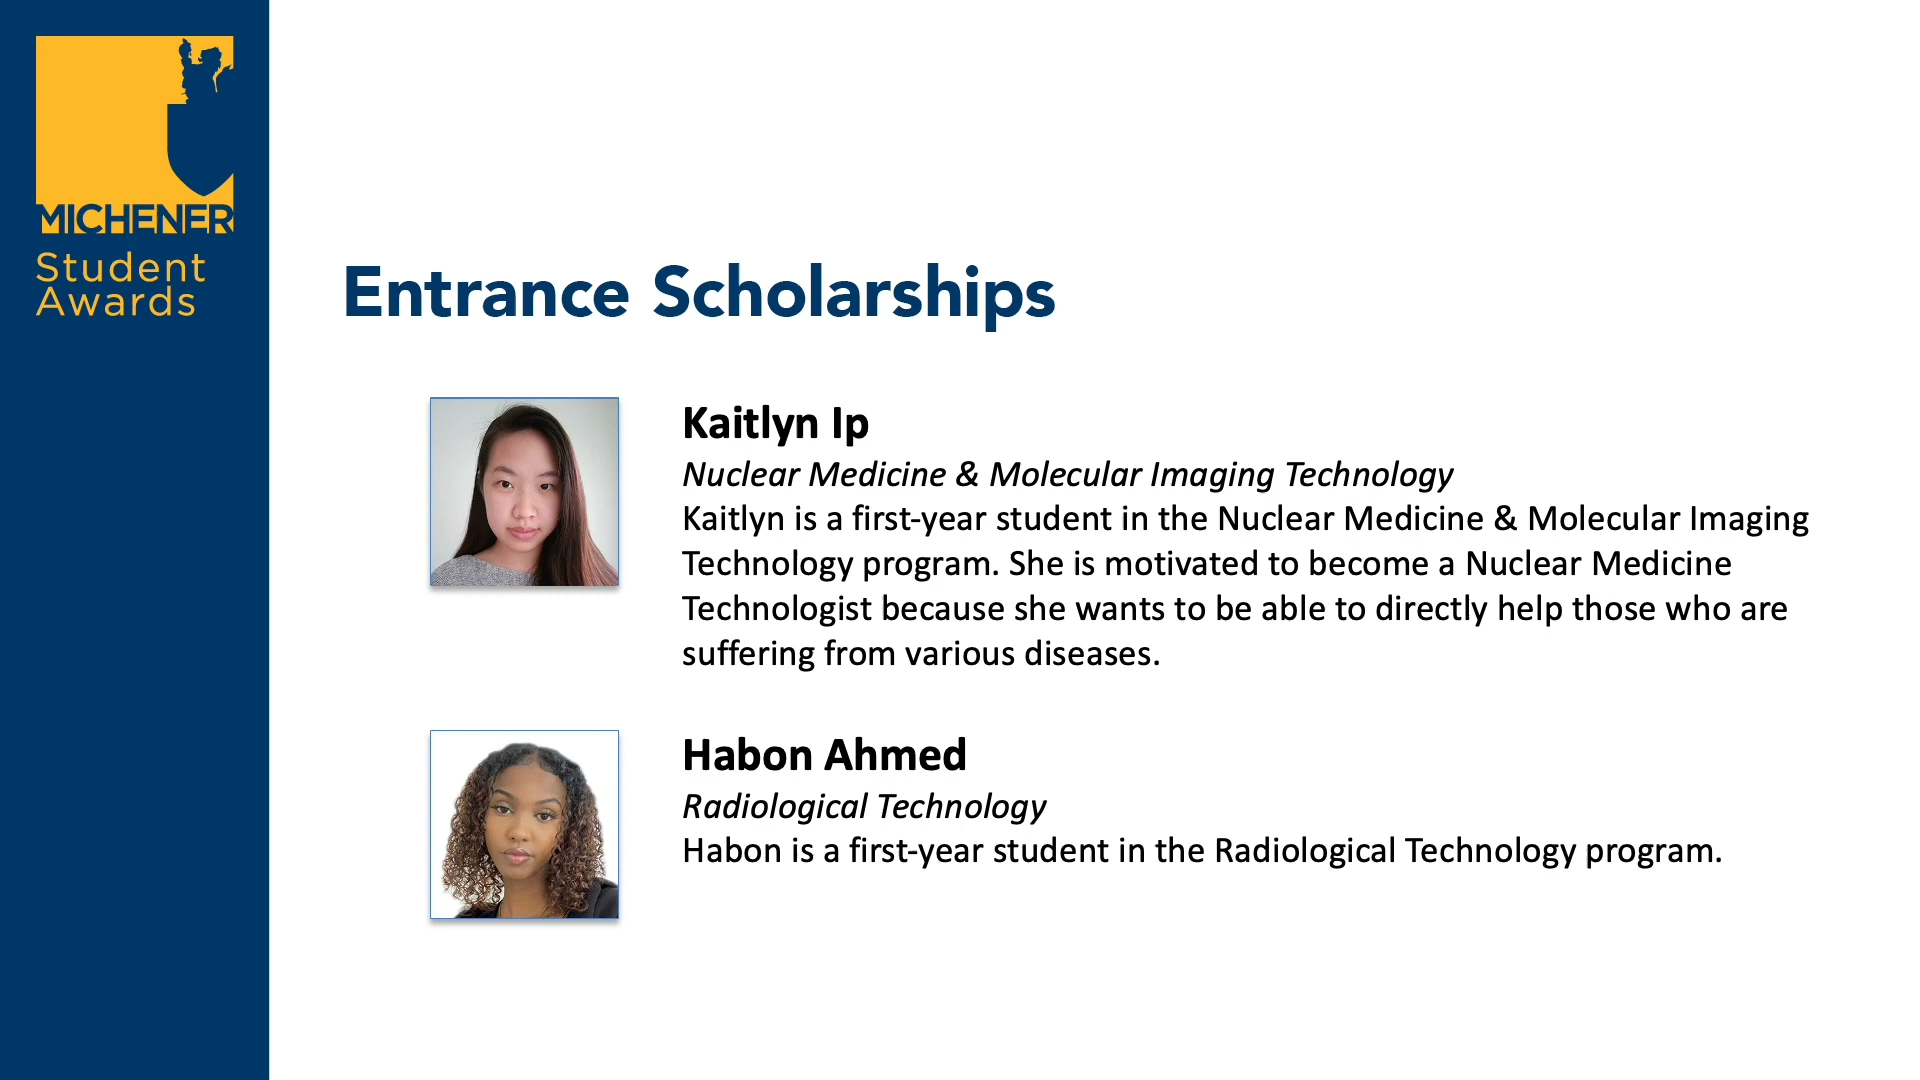 MICHENER
Student
Awards
Entrance Scholarships
Kaitlyn Ip
Nuclear Medicine & Molecular Imaging Technology
Kaitlyn is a first-year student in the Nuclear Medicine & Molecular Imaging
Technology program. She is motivated to become a Nuclear Medicine
Technologist because she wants to be able to directly help those who are
suffering from various diseases.
Habon Ahmed
Radiological Technology
Habon is a first-year student in the Radiological Technology program.